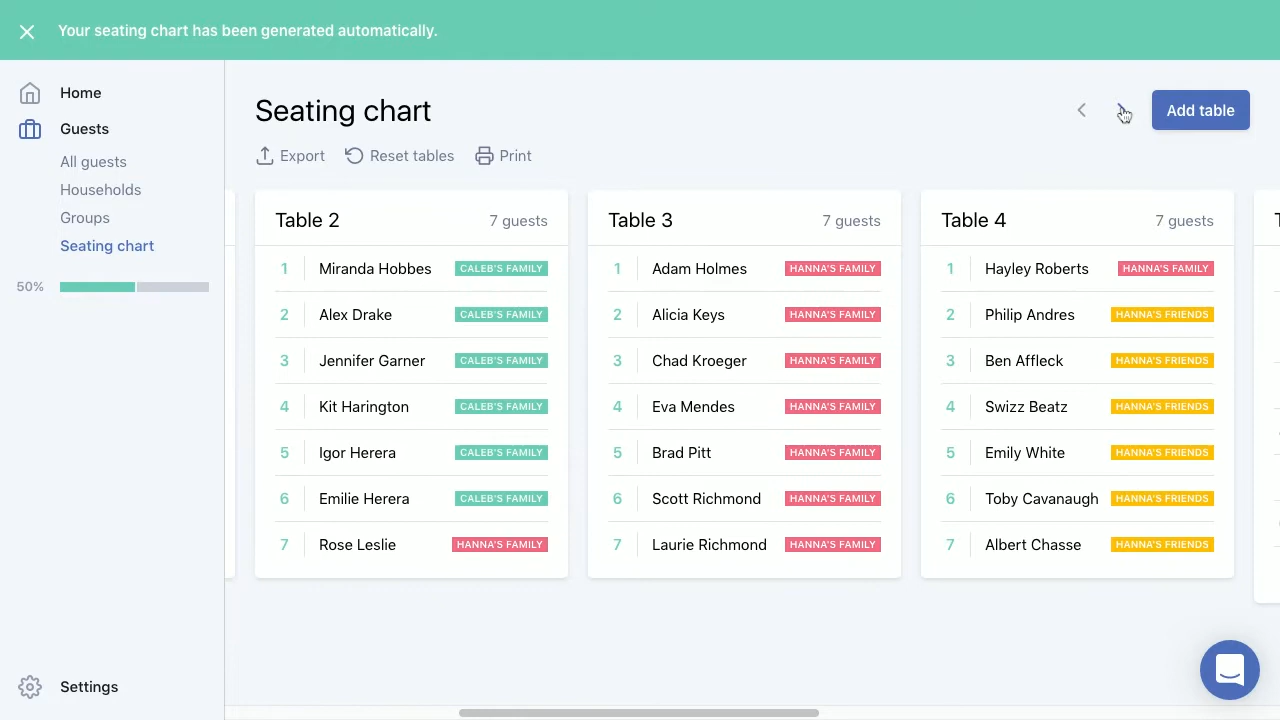 Your seating chart has been generated automatically.
Home
Guests
All guests
Households
Groups
Seating chart
50%
Settings
Seating chart
Add table
Export Reset tables Print
Table 2 7 guests
1 Miranda Hobbes CALEB'S FAMILY
2 Alex Drake CALEB'S FAMILY
3 Jennifer Garner CALEB'S FAMILY
4 Kit Harington CALEB'S FAMILY
5 Igor Herera CALEB'S FAMILY
6 Emilie Herera CALEB'S FAMILY
7 Rose Leslie HANNA'S FAMILY
Table 3 7 guests
1 Adam Holmes HANNA'S FAMILY
2 Alicia Keys HANNA'S FAMILY
3 Chad Kroeger HANNA'S FAMILY
4 Eva Mendes HANNA'S FAMILY
5 Brad Pitt HANNA'S FAMILY
6 Scott Richmond HANNA'S FAMILY
7 Laurie Richmond HANNA'S FAMILY
Table 4 7 guests
1 Hayley Roberts HANNA'S FAMILY
2 Philip Andres HANNA'S FRIENDS
3 Ben Affleck HANNA'S FRIENDS
4 Swizz Beatz HANNA'S FRIENDS
5 Emily White HANNA'S FRIENDS
6 Toby Cavanaugh HANNA'S FRIENDS
7 Albert Chasse HANNA'S FRIENDS